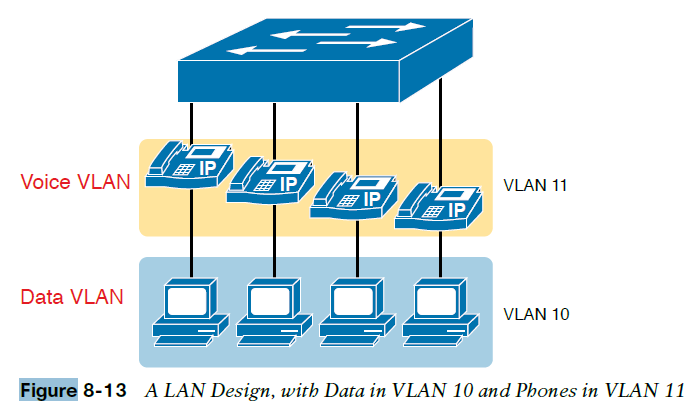 IP
IP
IP
IP
Voice VLAN
VLAN 11
Data VLAN
VLAN 10
Figure 8-13 A LAN Design, with Data in VLAN 10 and Phones in VLAN 11